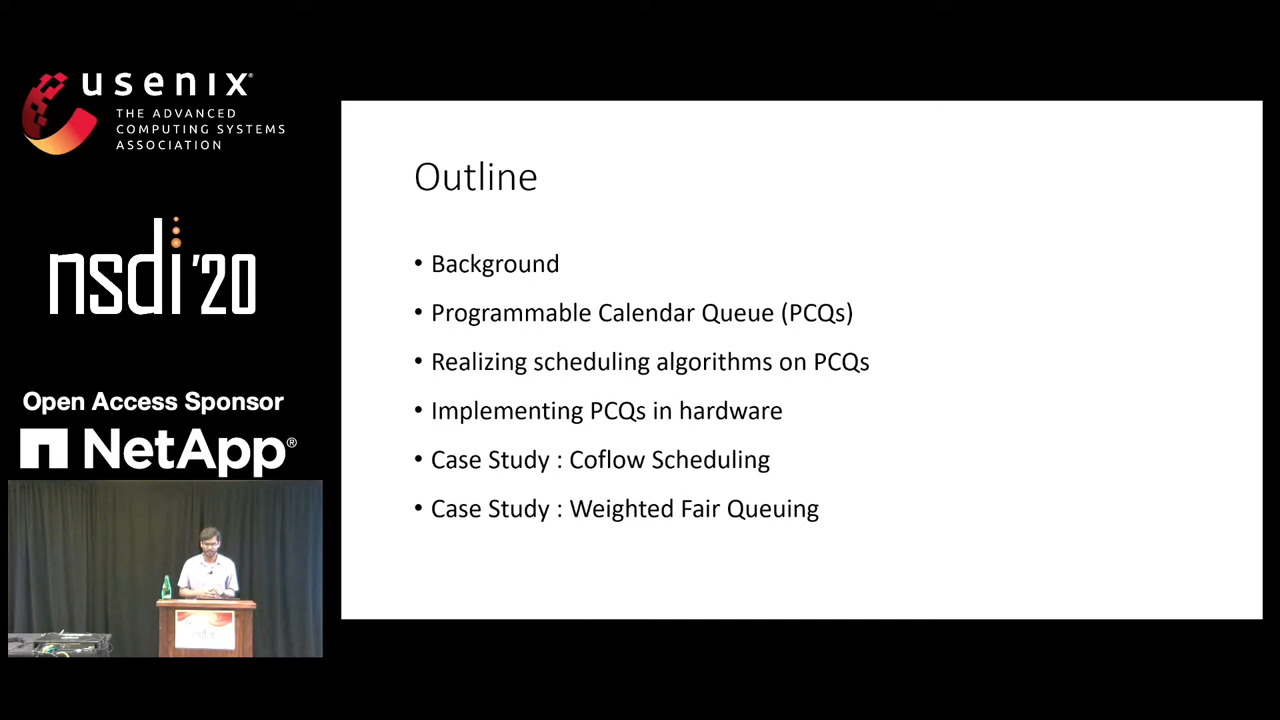 usenix®
THE ADVANCED
COMPUTING SYSTEMS
ASSOCIATION
nsdi '20
Open Access Sponsor
NetApp®
Outline
• Background
• Programmable Calendar Queue (PCQs)
• Realizing scheduling algorithms on PCQs
• Implementing PCQs in hardware
• Case Study : Coflow Scheduling
• Case Study : Weighted Fair Queuing
nsdi